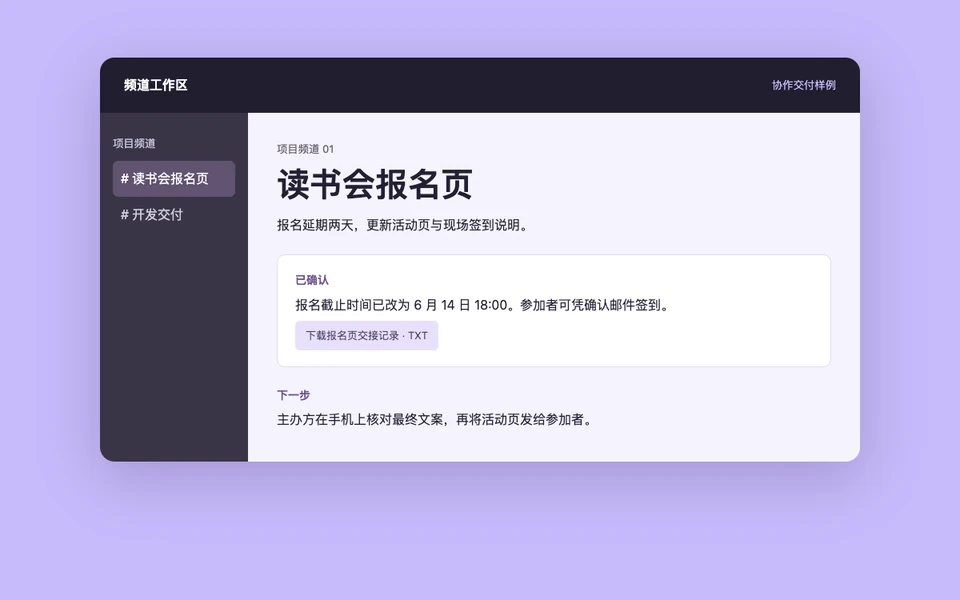 频道工作区
协作交付样例
项目频道
# 读书会报名页
# 开发交付
项目频道 01
读书会报名页
报名延期两天，更新活动页与现场签到说明。
已确认
报名截止时间已改为 6 月 14 日 18:00。参加者可凭确认邮件签到。
下载报名页交接记录 · TXT
下一步
主办方在手机上核对最终文案，再将活动页发给参加者。